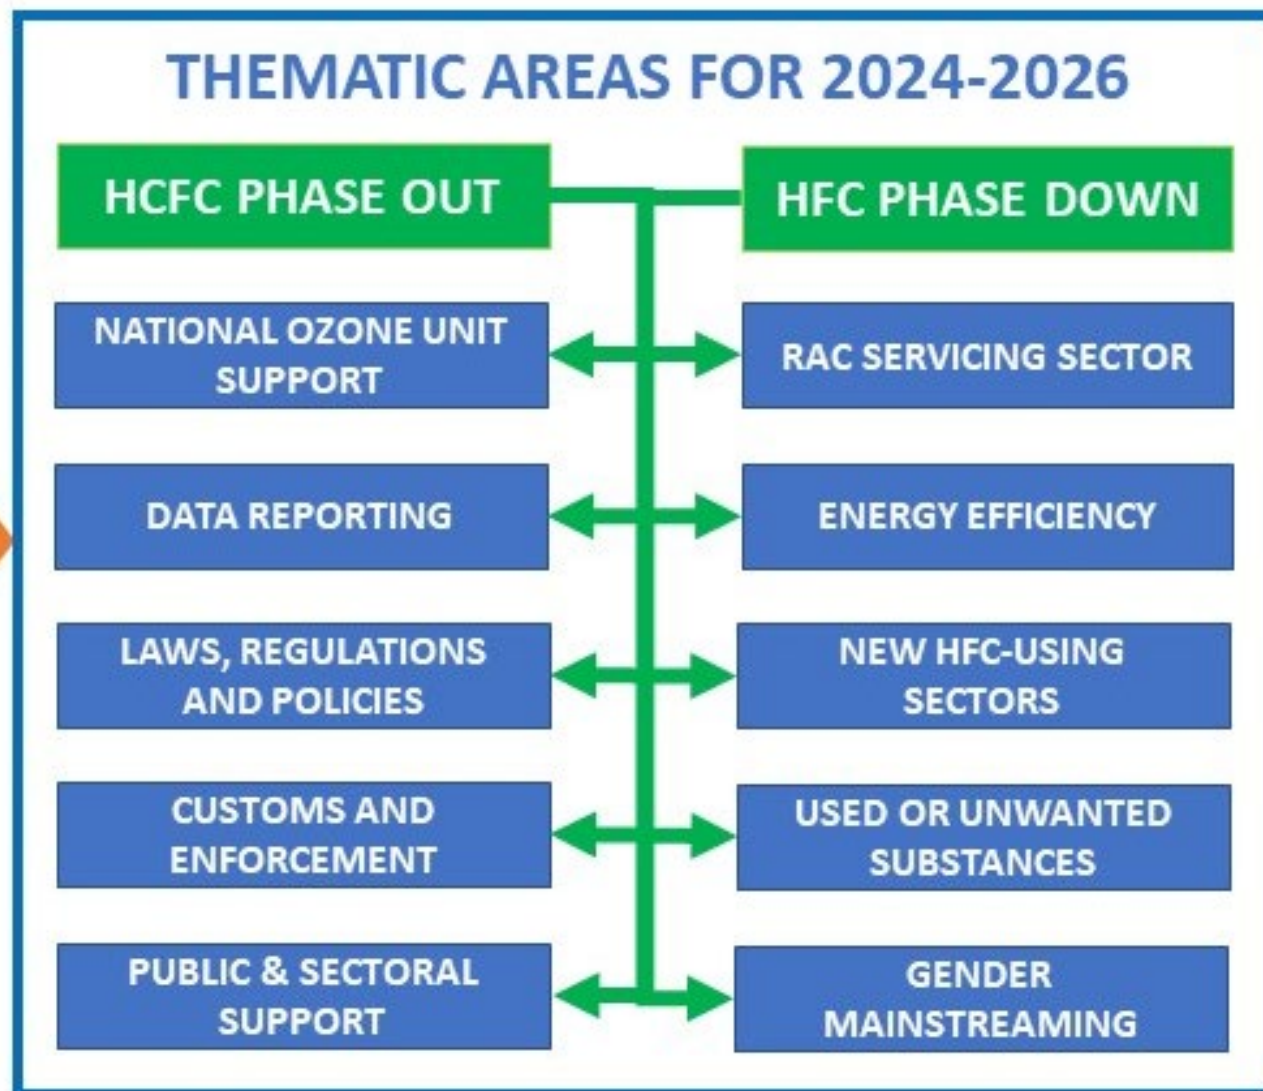 THEMATIC AREAS FOR 2024-2026
HCFC PHASE OUT
HFC PHASE DOWN
NATIONAL OZONE UNIT
SUPPORT
RAC SERVICING SECTOR
DATA REPORTING
ENERGY EFFICIENCY
LAWS, REGULATIONS
AND POLICIES
NEW HFC-USING
SECTORS
CUSTOMS AND
ENFORCEMENT
USED OR UNWANTED
SUBSTANCES
PUBLIC & SECTORAL
SUPPORT
GENDER
MAINSTREAMING